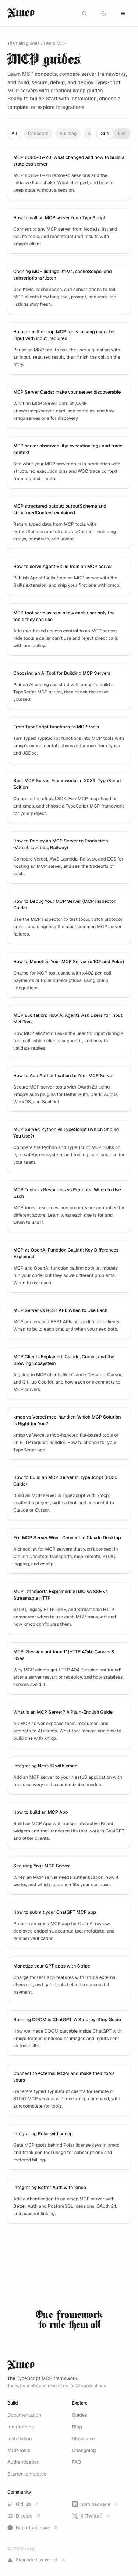 Xmcp
The field guides / Learn MCP
MCP guides
Learn MCP concepts, compare server frameworks,
and build, secure, debug, and deploy TypeScript
MCP servers with practical xmcp guides.
Ready to build? Start with installation, choose a
template, or explore integrations.
All Concepts Building A Grid List
MCP 2026-07-28: what changed and how to build a
stateless server
MCP 2026-07-28 removed sessions and the
initialize handshake. What changed, and how to
keep state without a session.
How to call an MCP server from TypeScript
Connect to any MCP server from Node.js, list and
call its tools, and read structured results with
xmcp's client.
Caching MCP listings: ttlMs, cacheScope, and
subscriptions/listen
Use ttlMs, cacheScope, and subscriptions to tell
MCP clients how long tool, prompt, and resource
listings stay fresh.
Human-in-the-loop MCP tools: asking users for
input with input_required
Pause an MCP tool to ask the user a question with
an input_required result, then finish the call on the
retry.
MCP Server Cards: make your server discoverable
What an MCP Server Card at /.well-
known/mcp/server-card.json contains, and how
xmcp serves one for discovery.
MCP server observability: execution logs and trace
context
See what your MCP server does in production with
structured execution logs and W3C trace context
from request _meta.
MCP structured output: outputSchema and
structuredContent explained
Return typed data from MCP tools with
outputSchema and structuredContent, including
arrays, primitives, and unions.
How to serve Agent Skills from an MCP server
Publish Agent Skills from an MCP server with the
Skills extension, and ship your first one with xmcp.
MCP tool permissions: show each user only the
tools they can use
Add role-based access control to an MCP server:
hide tools a caller can't use and reject direct calls
with one policy.
Choosing an AI Tool for Building MCP Servers
Pair an AI coding assistant with xmcp to build a
TypeScript MCP server, then check the result
yourself.
From TypeScript functions to MCP tools
Turn typed TypeScript functions into MCP tools with
xmcp's experimental schema inference from types
and JSDoc.
Best MCP Server Frameworks in 2026: TypeScript
Edition
Compare the official SDK, FastMCP, mcp-handler,
and xmcp, and choose a TypeScript MCP framework
for your project.
How to Deploy an MCP Server to Production
(Vercel, Lambda, Railway)
Compare Vercel, AWS Lambda, Railway, and ECS for
hosting an MCP server, and see the tradeoffs of
each.
How to Debug Your MCP Server (MCP Inspector
Guide)
Use the MCP Inspector to test tools, catch protocol
errors, and diagnose the most common MCP server
failures.
How to Monetize Your MCP Server (x402 and Polar)
Charge for MCP tool usage with x402 per-call
payments or Polar subscriptions, using xmcp
integrations.
MCP Elicitation: How AI Agents Ask Users for Input
Mid-Task
How MCP elicitation asks the user for input during a
tool call, which clients support it, and how to
validate replies.
How to Add Authentication to Your MCP Server
Secure MCP server tools with OAuth 2.1 using
xmcp's auth plugins for Better Auth, Clerk, Auth0,
WorkOS, and Scalekit.
MCP Server: Python vs TypeScript (Which Should
You Use?)
Compare the Python and TypeScript MCP SDKs on
type safety, ecosystem, and tooling, and pick one for
your team.
MCP Tools vs Resources vs Prompts: When to Use
Each
MCP tools, resources, and prompts are controlled by
different actors. Learn what each one is for and
when to use it.
MCP vs OpenAI Function Calling: Key Differences
Explained
MCP and OpenAI function calling both let models
run your code, but they solve different problems.
When to use each.
MCP Server vs REST API: When to Use Each
MCP servers and REST APIs serve different clients.
When to build each one, and when you need both.
MCP Clients Explained: Claude, Cursor, and the
Growing Ecosystem
A guide to MCP clients like Claude Desktop, Cursor,
and GitHub Copilot, and how each one connects to
MCP servers.
xmcp vs Vercel mcp-handler: Which MCP Solution
Is Right for You?
xmcp vs Vercel's mcp-handler: file-based tools or
an HTTP request handler. How to choose for your
TypeScript app.
How to Build an MCP Server in TypeScript (2026
Guide)
Build an MCP server in TypeScript with xmcp:
scaffold a project, write a tool, and connect it to
Claude or Cursor.
Fix: MCP Server Won't Connect in Claude Desktop
A checklist for MCP servers that won't connect in
Claude Desktop: transports, mcp-remote, STDIO
logging, and config.
MCP Transports Explained: STDIO vs SSE vs
Streamable HTTP
STDIO, legacy HTTP+SSE, and Streamable HTTP
compared: when to use each MCP transport and
how xmcp configures them.
MCP "Session not found" (HTTP 404): Causes &
Fixes
Why MCP clients get HTTP 404 'Session not found'
after a server restart or redeploy, and how stateless
servers avoid it.
What Is an MCP Server? A Plain-English Guide
An MCP server exposes tools, resources, and
prompts to AI clients. What that means, and how to
build one with xmcp.
Integrating NestJS with xmcp
Add an MCP server to your NestJS application with
tool discovery and a customizable module.
How to build an MCP App
Build an MCP App with xmcp: interactive React
widgets and tool-rendered UIs that work in ChatGPT
and other clients.
Securing Your MCP Server
When an MCP server needs authentication, how it
works, and which approach fits your use case.
How to submit your ChatGPT MCP app
Prepare an xmcp MCP app for OpenAI review:
deployed endpoint, accurate tool metadata, and
domain verification.
Monetize your GPT apps with Stripe
Charge for GPT app features with Stripe external
checkout, and gate tools behind a successful
payment.
Running DOOM in ChatGPT: A Step-by-Step Guide
How we made DOOM playable inside ChatGPT with
xmcp: frames rendered as images and inputs sent
as tool calls.
Connect to external MCPs and make their tools
yours
Generate typed TypeScript clients for remote or
STDIO MCP servers with one xmcp command, with
autocomplete for tools.
Integrating Polar with xmcp
Gate MCP tools behind Polar license keys in xmcp,
and track per-tool usage for subscriptions and
metered billing.
Integrating Better Auth with xmcp
Add authentication to an xmcp MCP server with
Better Auth and PostgreSQL: sessions, OAuth 2.1,
and account linking.
One framework
to rule them all
Xmcp
The TypeScript MCP framework.
Tools, prompts, and resources for AI applications.
Build Explore
Documentation Guides
Integrations Blog
Installation Showcase
MCP tools Changelog
Authentication FAQ
Starter templates
Community
GitHub npm package
Discord X (Twitter)
Report an issue
© 2026 xmcp
Supported by Vercel